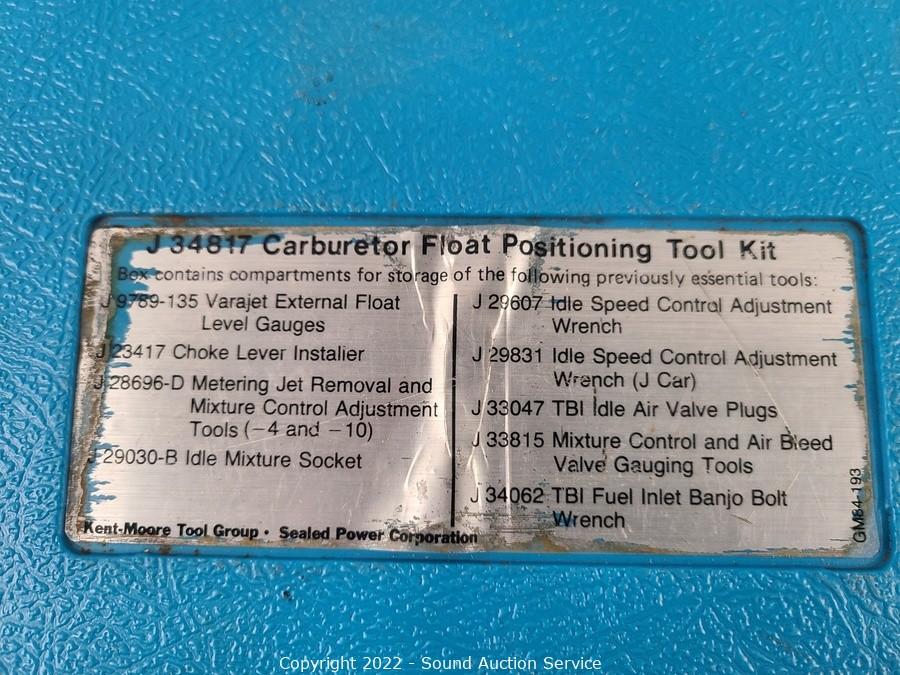 J 34817 Carburetor Float Positioning Tool Kit
Box contains compartments for storage of the following previously essential tools:
J 9789-135 Varajet External Float
Level Gauges
J 23417 Choke Lever Installer
J 28696-D Metering Jet Removal and
Mixture Control Adjustment
Tools (−4 and −10)
J 29030-B Idle Mixture Socket
J 29607 Idle Speed Control Adjustment
Wrench
J 29831 Idle Speed Control Adjustment
Wrench (J Car)
J 33047 TBI Idle Air Valve Plugs
J 33815 Mixture Control and Air Bleed
Valve Gauging Tools
J 34062 TBI Fuel Inlet Banjo Bolt
Wrench
Kent-Moore Tool Group • Sealed Power Corporation
GM84-193
Copyright 2022 - Sound Auction Service